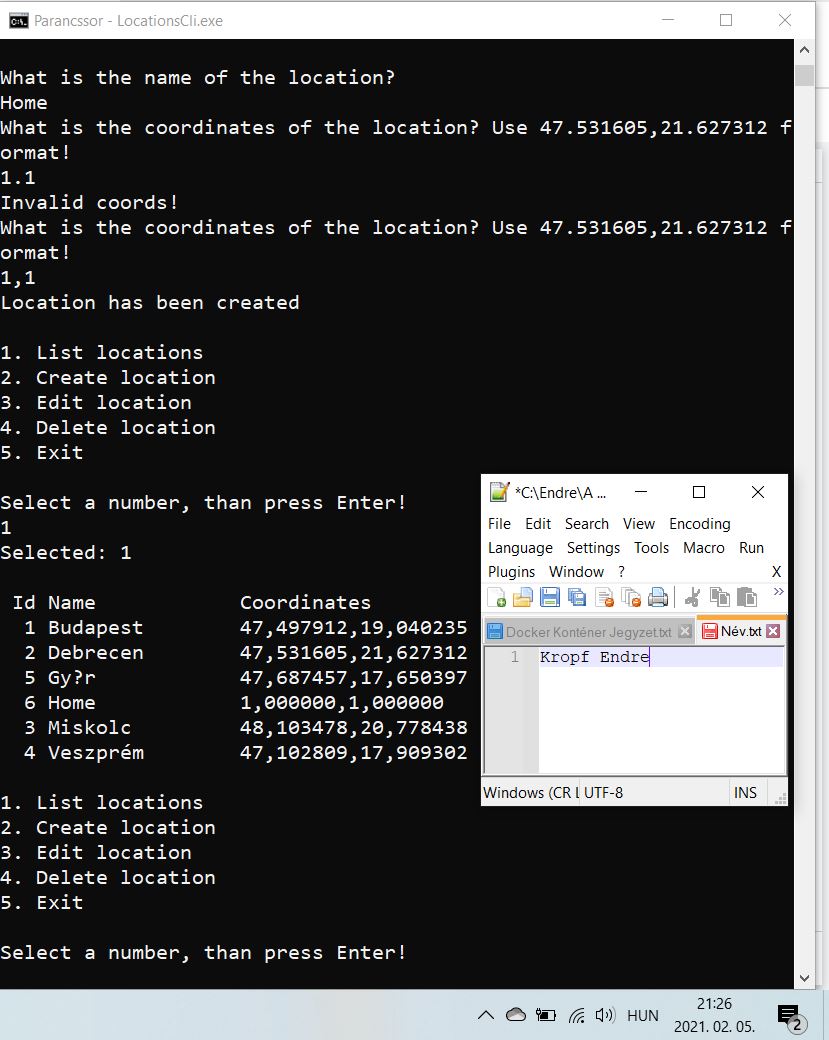 Parancssor - LocationsCli.exe
What is the name of the location?
Home
What is the coordinates of the location? Use 47.531605,21.627312 f
ormat!
1.1
Invalid coords!
What is the coordinates of the location? Use 47.531605,21.627312 f
ormat!
1,1
Location has been created
1. List locations
2. Create location
3. Edit location
4. Delete location
5. Exit
Select a number, than press Enter!
1
Selected: 1
Id Name Coordinates
1 Budapest 47,497912,19,040235
2 Debrecen 47,531605,21,627312
5 Gy?r 47,687457,17,650397
6 Home 1,000000,1,000000
3 Miskolc 48,103478,20,778438
4 Veszprém 47,102809,17,909302
1. List locations
2. Create location
3. Edit location
4. Delete location
5. Exit
Select a number, than press Enter!
*C:\Endre\A ...
File Edit Search View Encoding
Language Settings Tools Macro Run
Plugins Window ? X
Docker Konténer Jegyzet.txt Név.txt
1 Kropf Endre
Windows (CR L UTF-8 INS
HUN 21:26
2021. 02. 05. 2